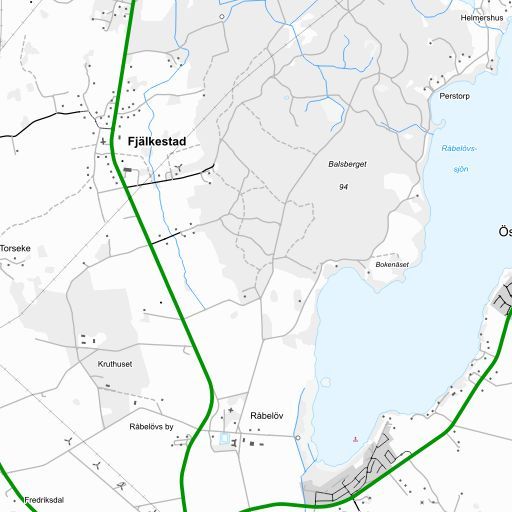 Helmershus
Perstorp
Fjälkestad
Råbelövs-
sjön
Balsberget
94
Ös
Torseke
Bokenäset
Kruthuset
Råbelöv
Råbelövs by
Fredriksdal